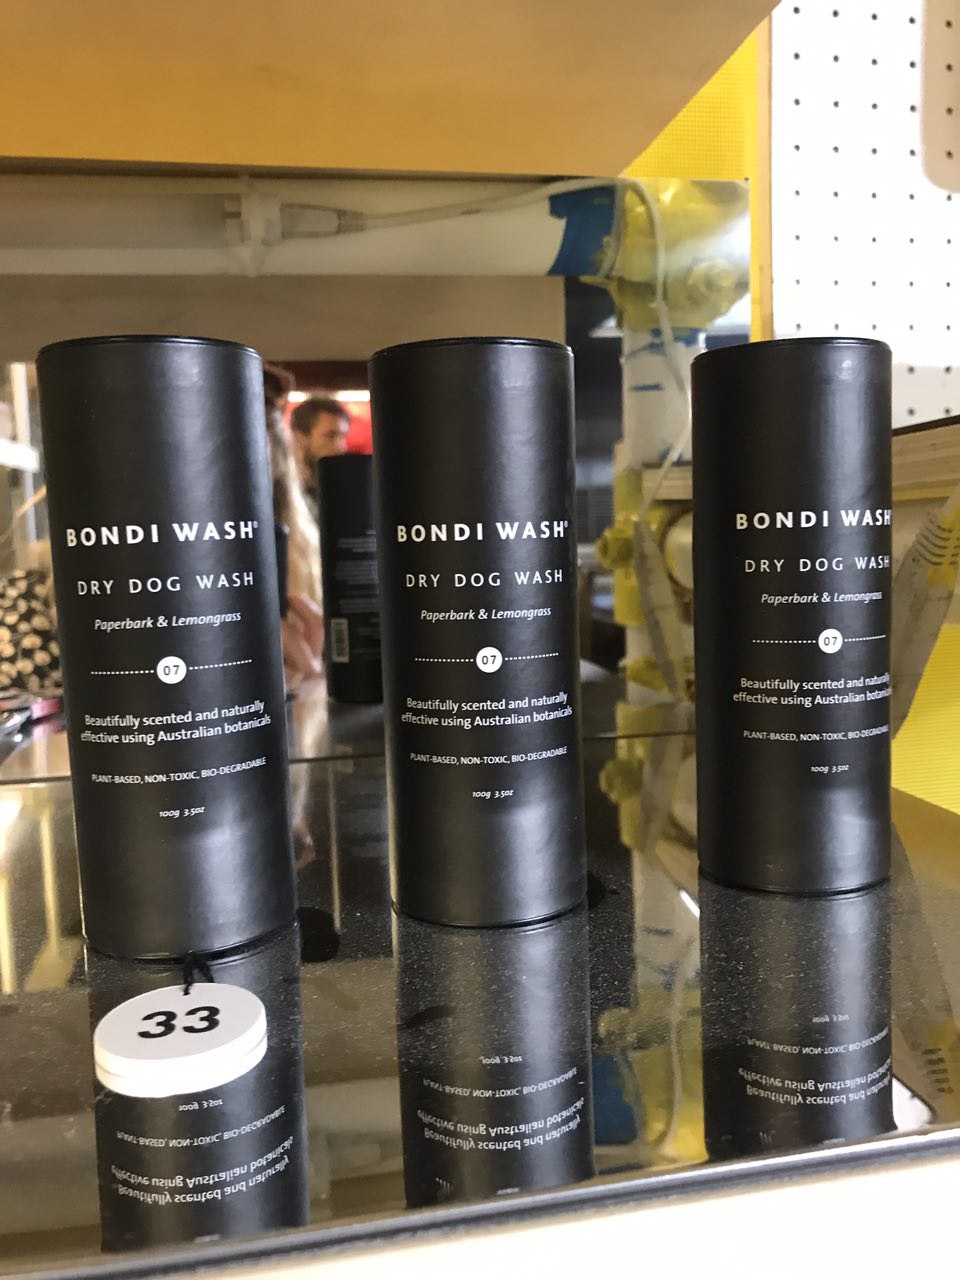 BONDI WASH®
DRY DOG WASH
Paperbark & Lemongrass
07
Beautifully scented and naturally
effective using Australian botanicals
PLANT-BASED, NON-TOXIC, BIO-DEGRADABLE
100g 3.5oz
33
BONDI WASH®
DRY DOG WASH
Paperbark & Lemongrass
07
Beautifully scented and naturally
effective using Australian botanicals
PLANT-BASED, NON-TOXIC, BIO-DEGRADABLE
100g 3.5oz
BONDI WASH
DRY DOG WASH
Paperbark & Lemongrass
07
Beautifully scented and naturally
effective using Australian botanicals
PLANT-BASED, NON-TOXIC, BIO-DEGRADABLE
100g 3.5oz